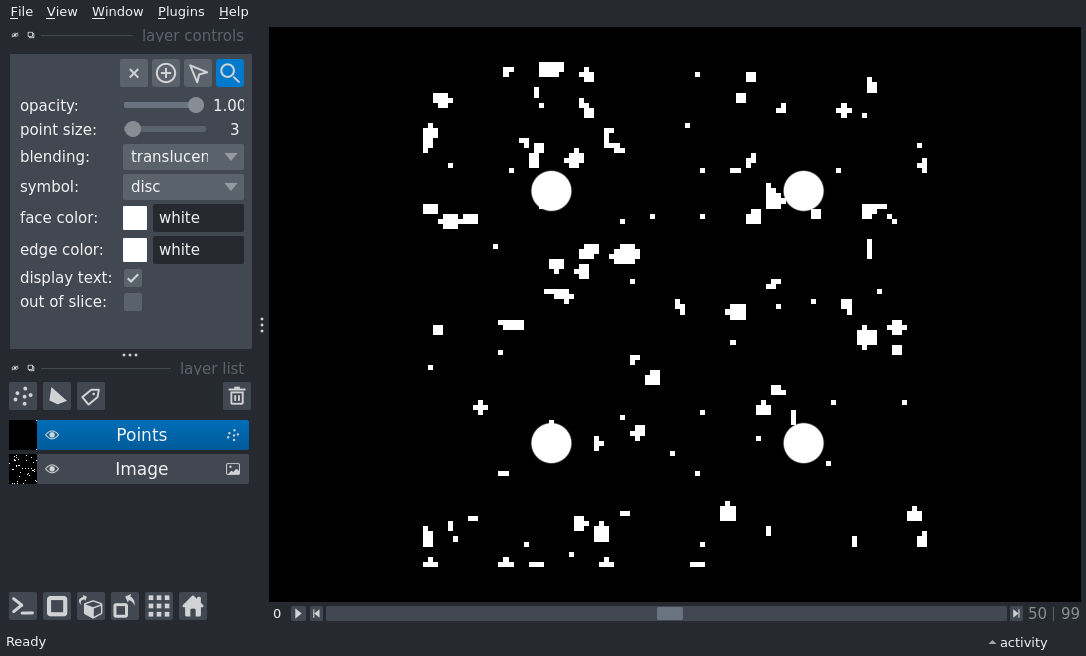 File View Window Plugins Help
layer controls
opacity: 1.00
point size: 3
blending: translucen
symbol: disc
face color: white
edge color: white
display text:
out of slice:
layer list
Points
Image
0 50 | 99
Ready activity